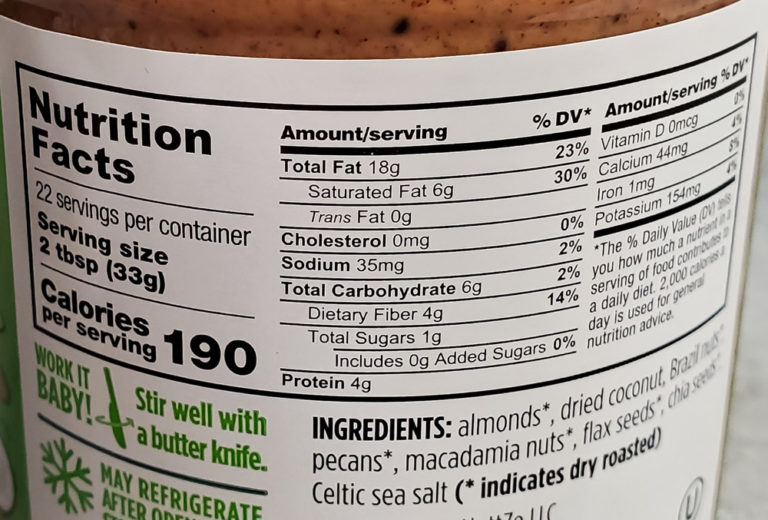 Nutrition
Facts
22 servings per container
Serving size
2 tbsp (33g)
Calories
per serving 190
Amount/serving % DV*
Total Fat 18g 23%
Saturated Fat 6g 30%
Trans Fat 0g
Cholesterol 0mg 0%
Sodium 35mg 2%
Total Carbohydrate 6g 2%
Dietary Fiber 4g 14%
Total Sugars 1g
Includes 0g Added Sugars 0%
Protein 4g
Amount/serving % DV*
Vitamin D 0mcg 0%
Calcium 44mg 4%
Iron 1mg 8%
Potassium 154mg 4%
*The % Daily Value (DV) tells
you how much a nutrient in a
serving of food contributes to
a daily diet. 2,000 calories a
day is used for general
nutrition advice.
WORK IT
BABY!
Stir well with
a butter knife.
MAY REFRIGERATE
AFTER
INGREDIENTS: almonds*, dried coconut, Brazil nuts*,
pecans*, macadamia nuts*, flax seeds*, chia seeds*,
Celtic sea salt (* indicates dry roasted)
LLC
U